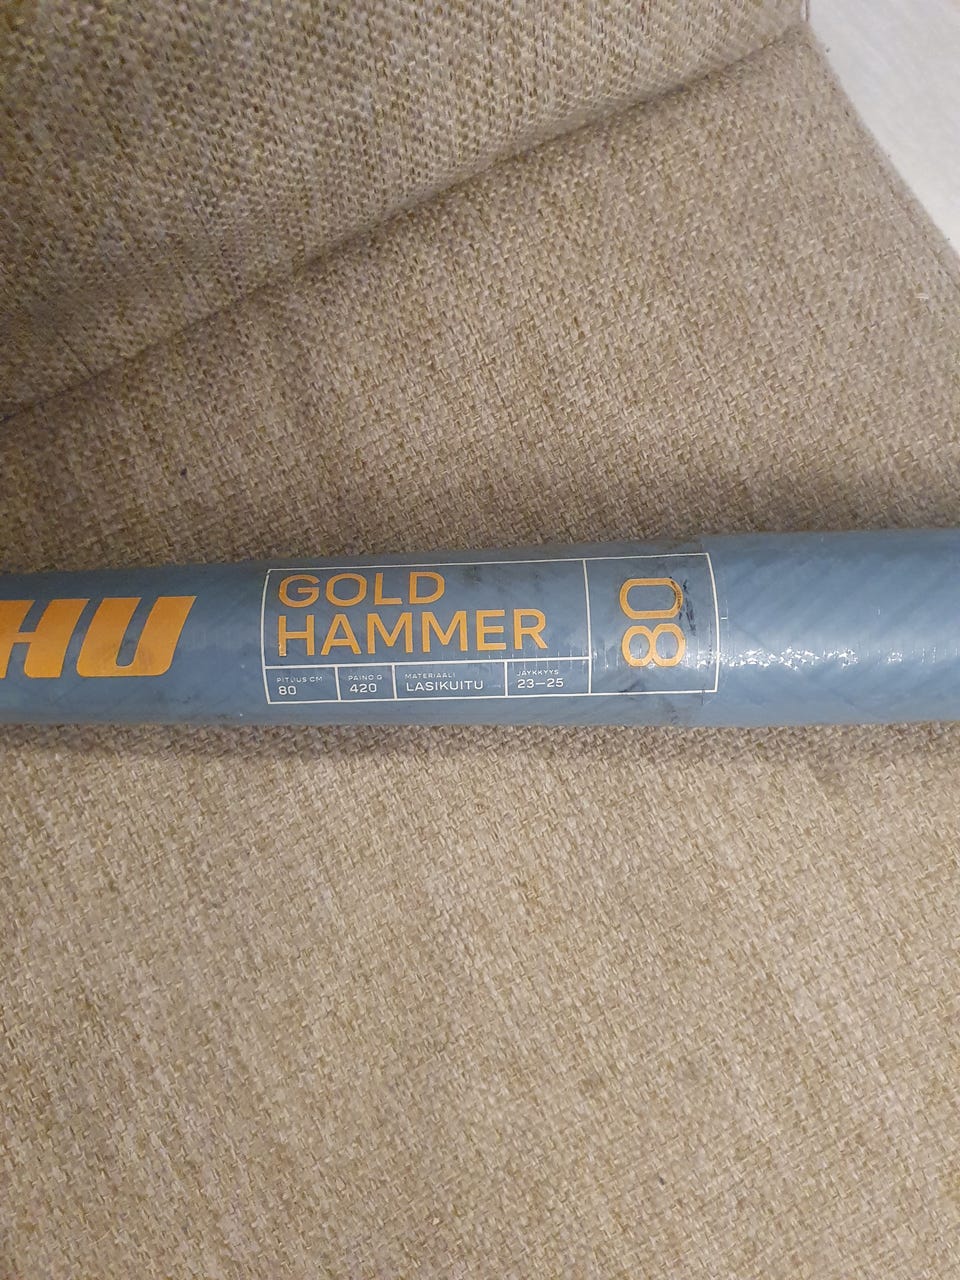 HU
GOLD
HAMMER
80
PITUUS CM
80
PAINO G
420
MATERIAALI
LASIKUITU
JÄYKKYYS
23–25